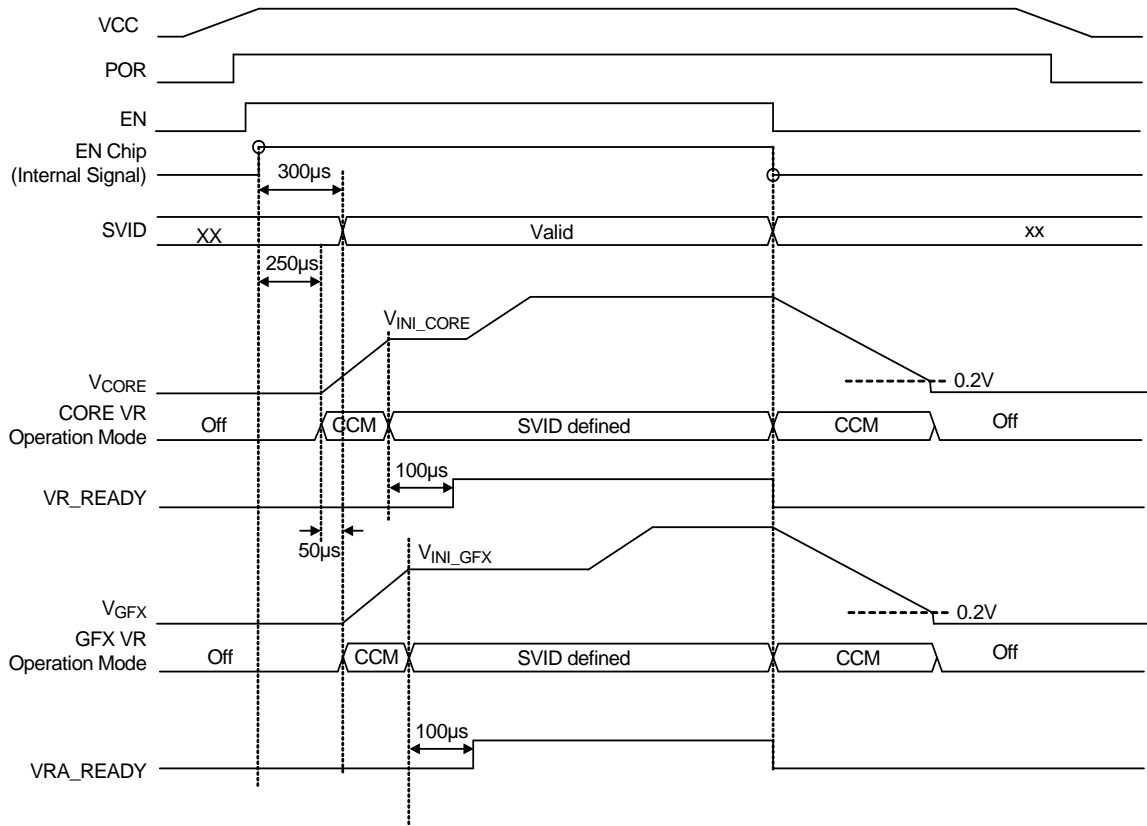 VCC
POR
EN
EN Chip
(Internal Signal)
300µs
SVID
XX
Valid
xx
250µs
VINI_CORE
VCORE
0.2V
CORE VR
Operation Mode
Off
CCM
SVID defined
CCM
Off
100µs
VR_READY
50µs
VINI_GFX
VGFX
0.2V
GFX VR
Operation Mode
Off
CCM
SVID defined
CCM
Off
100µs
VRA_READY